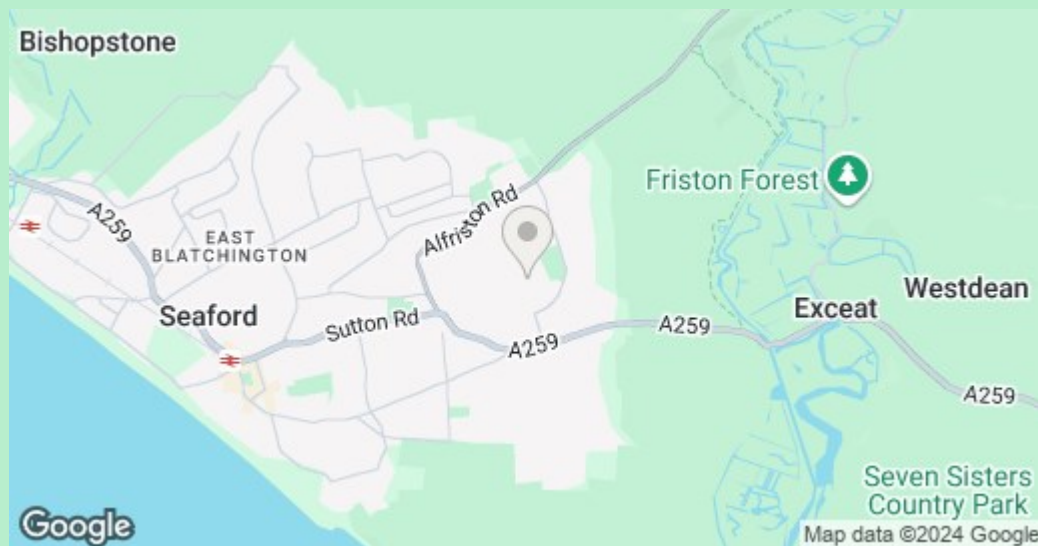 Bishopstone
A259
EAST
BLATCHINGTON
Seaford
Alfriston Rd
Sutton Rd
A259
A259
Friston Forest
Exceat
Westdean
A259
Seven Sisters
Country Park
Google
Map data ©2024 Google